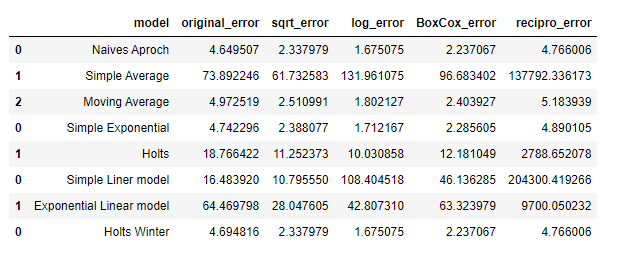 model original_error sqrt_error log_error BoxCox_error recipro_error
0 Naives Aproch 4.649507 2.337979 1.675075 2.237067 4.766006
1 Simple Average 73.892246 61.732583 131.961075 96.683402 137792.336173
2 Moving Average 4.972519 2.510991 1.802127 2.403927 5.183939
0 Simple Exponential 4.742296 2.388077 1.712167 2.285605 4.890105
1 Holts 18.766422 11.252373 10.030858 12.181049 2788.652078
0 Simple Liner model 16.483920 10.795550 108.404518 46.136285 204300.419266
1 Exponential Linear model 64.469798 28.047605 42.807310 63.323979 9700.050232
0 Holts Winter 4.694816 2.337979 1.675075 2.237067 4.766006